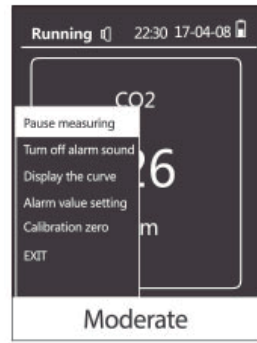 Running 22:30 17-04-08
CO2
Pause measuring
Turn off alarm sound
Display the curve
26
Alarm value setting
Calibration zero
m
EXIT
Moderate